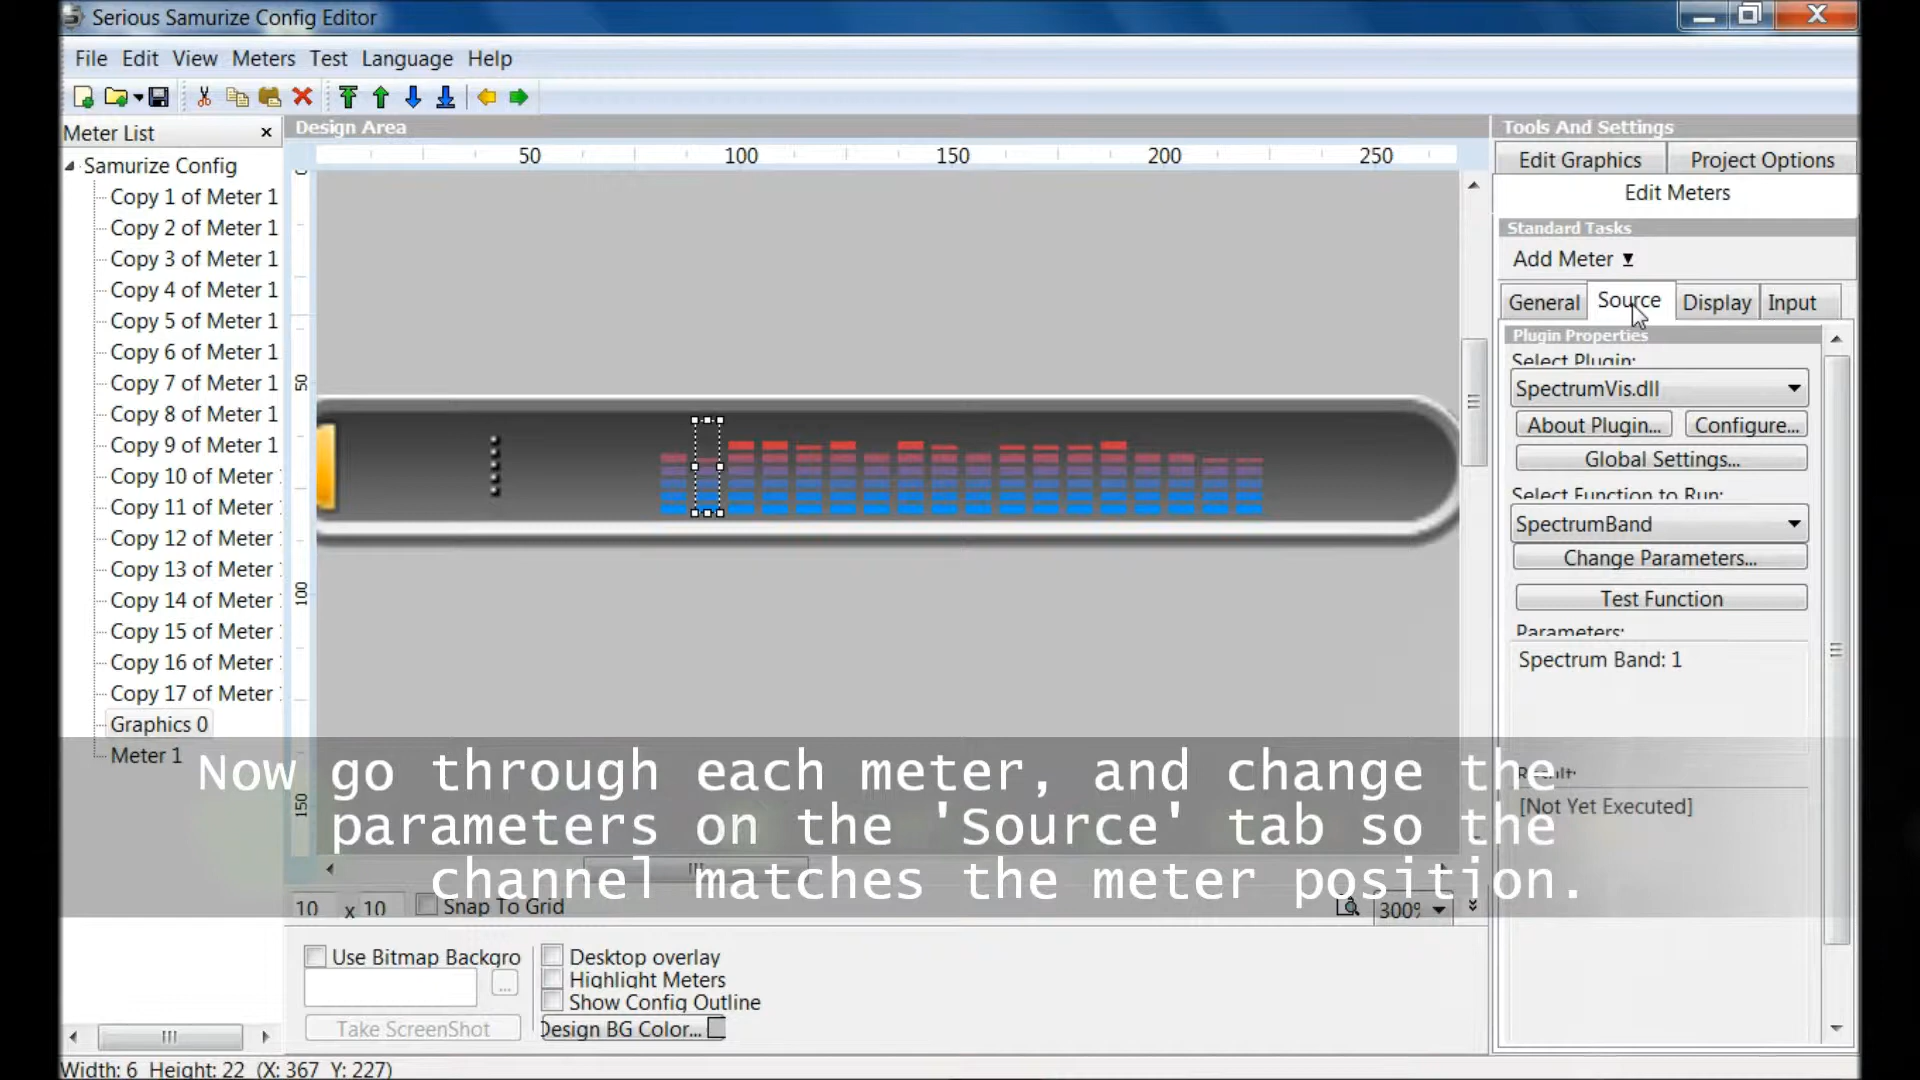 Serious Samurize Config Editor
File Edit View Meters Test Language Help
Meter List
Samurize Config
Copy 1 of Meter 1
Copy 2 of Meter 1
Copy 3 of Meter 1
Copy 4 of Meter 1
Copy 5 of Meter 1
Copy 6 of Meter 1
Copy 7 of Meter 1
Copy 8 of Meter 1
Copy 9 of Meter 1
Copy 10 of Meter
Copy 11 of Meter
Copy 12 of Meter
Copy 13 of Meter
Copy 14 of Meter
Copy 15 of Meter
Copy 16 of Meter
Copy 17 of Meter
Graphics 0
Meter 1
Design Area
50 100 150 200 250
50
100
150
Tools And Settings
Edit Graphics Project Options
Edit Meters
Standard Tasks
Add Meter
General Source Display Input
Plugin Properties
Select Plugin:
SpectrumVis.dll
About Plugin... Configure...
Global Settings...
Select Function to Run:
SpectrumBand
Change Parameters...
Test Function
Parameters:
Spectrum Band: 1
Result:
[Not Yet Executed]
Now go through each meter, and change the
parameters on the 'Source' tab so the
channel matches the meter position.
10 x 10 Snap To Grid 300%
Use Bitmap Backgro
...
Take ScreenShot
Desktop overlay
Highlight Meters
Show Config Outline
Design BG Color...
Width: 6 Height: 22 (X: 367 Y: 227)